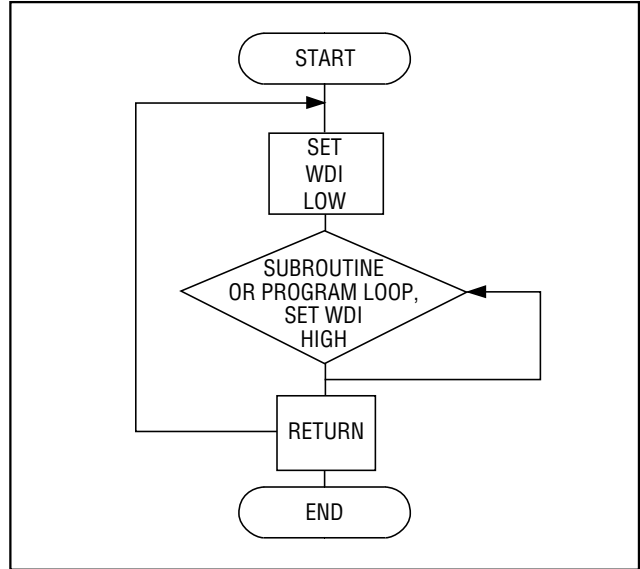 START
SET
WDI
LOW
SUBROUTINE
OR PROGRAM LOOP,
SET WDI
HIGH
RETURN
END